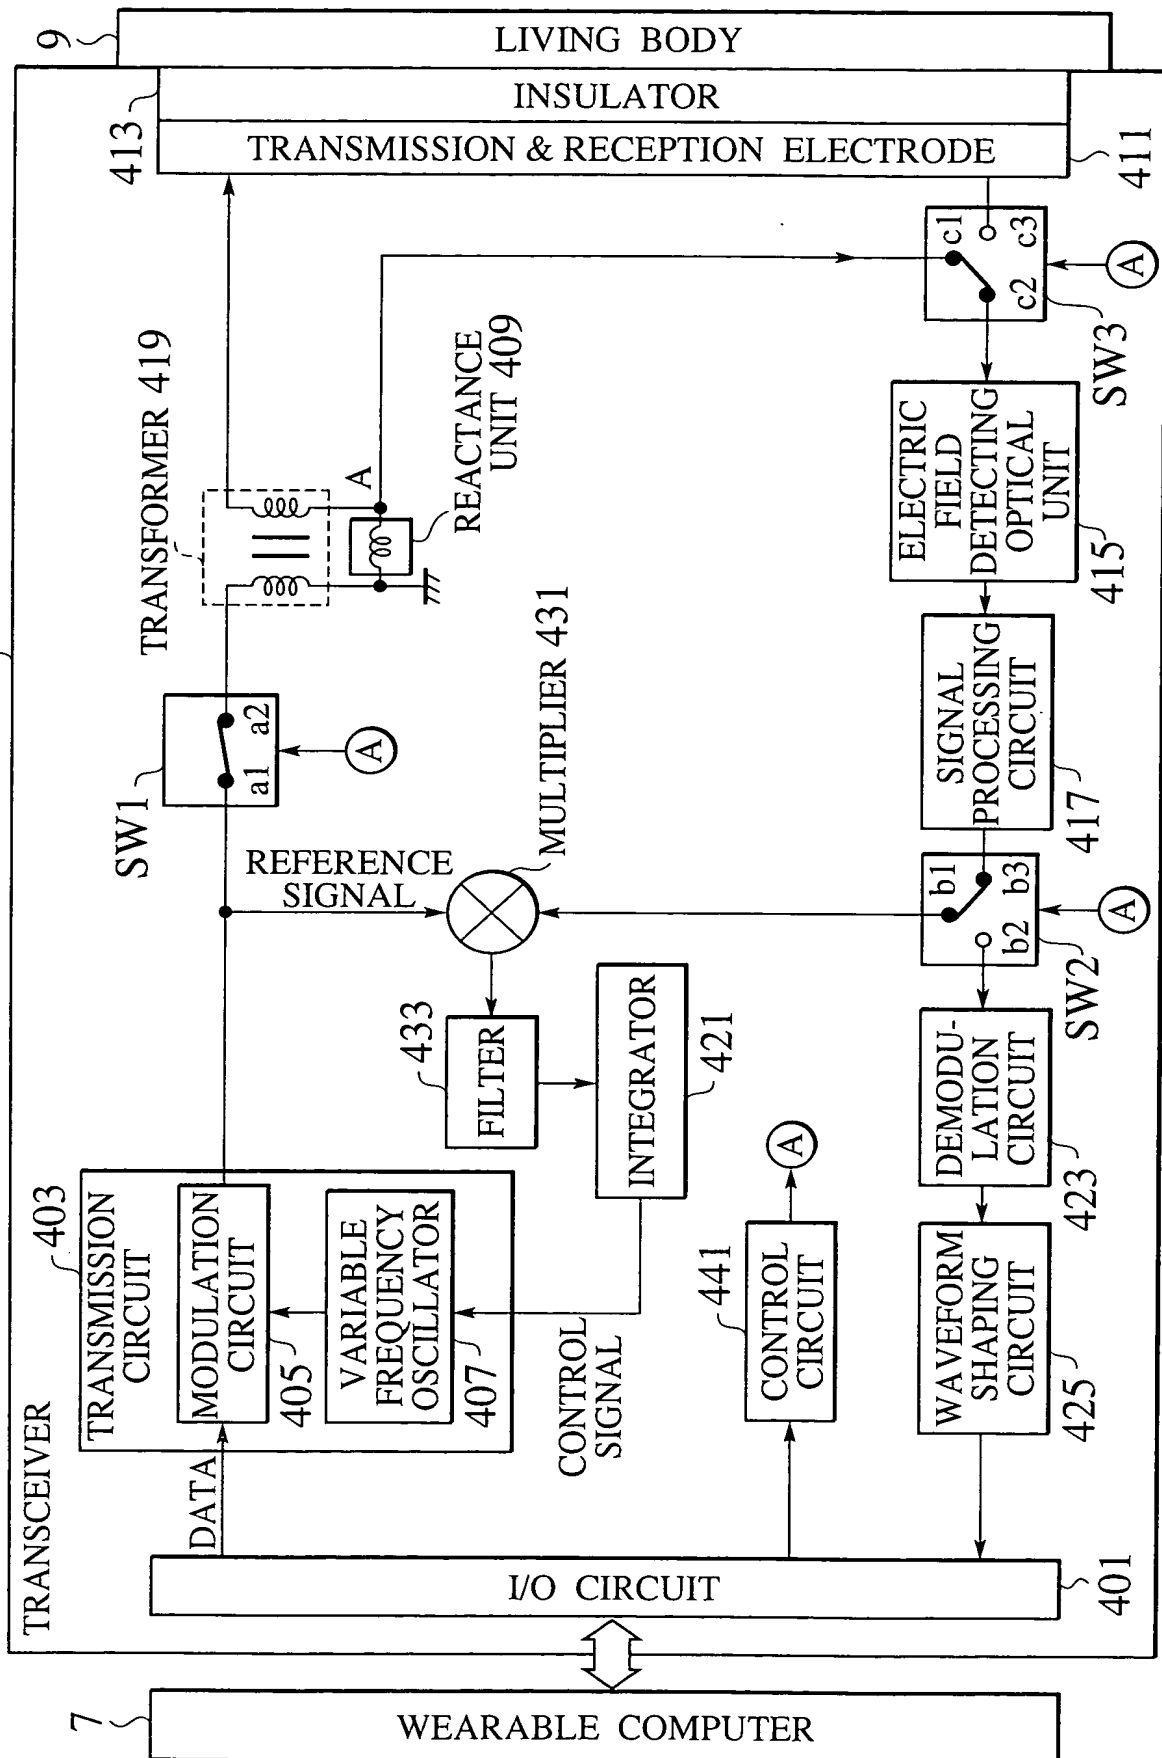 TRANSCEIVER
7
WEARABLE COMPUTER
I/O CIRCUIT
401
DATA
TRANSMISSION
CIRCUIT
403
MODULATION
CIRCUIT
405
VARIABLE
FREQUENCY
OSCILLATOR
407
CONTROL
SIGNAL
433
FILTER
INTEGRATOR
421
REFERENCE
SIGNAL
MULTIPLIER 431
SW1
a1
a2
A
TRANSFORMER 419
A
REACTANCE
UNIT 409
413
9
LIVING BODY
INSULATOR
TRANSMISSION & RECEPTION ELECTRODE
411
441
CONTROL
CIRCUIT
A
WAVEFORM
SHAPING
CIRCUIT
425
DEMODU-
LATION
CIRCUIT
423
b1
b2
b3
SW2
A
SIGNAL
PROCESSING
CIRCUIT
417
ELECTRIC
FIELD
DETECTING
OPTICAL
UNIT
415
c1
c2
c3
SW3
A